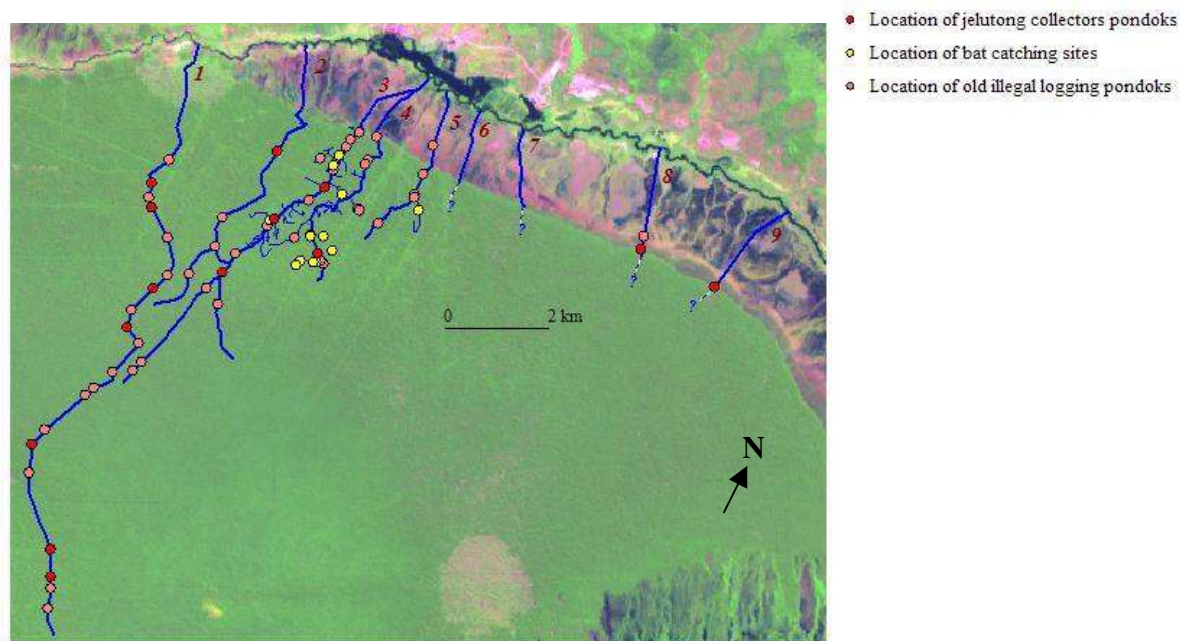 Location of jelutong collectors pondoks
Location of bat catching sites
Location of old illegal logging pondoks
1
2
3
4
5
6
7
8
9
?
?
?
?
0 2 km
N